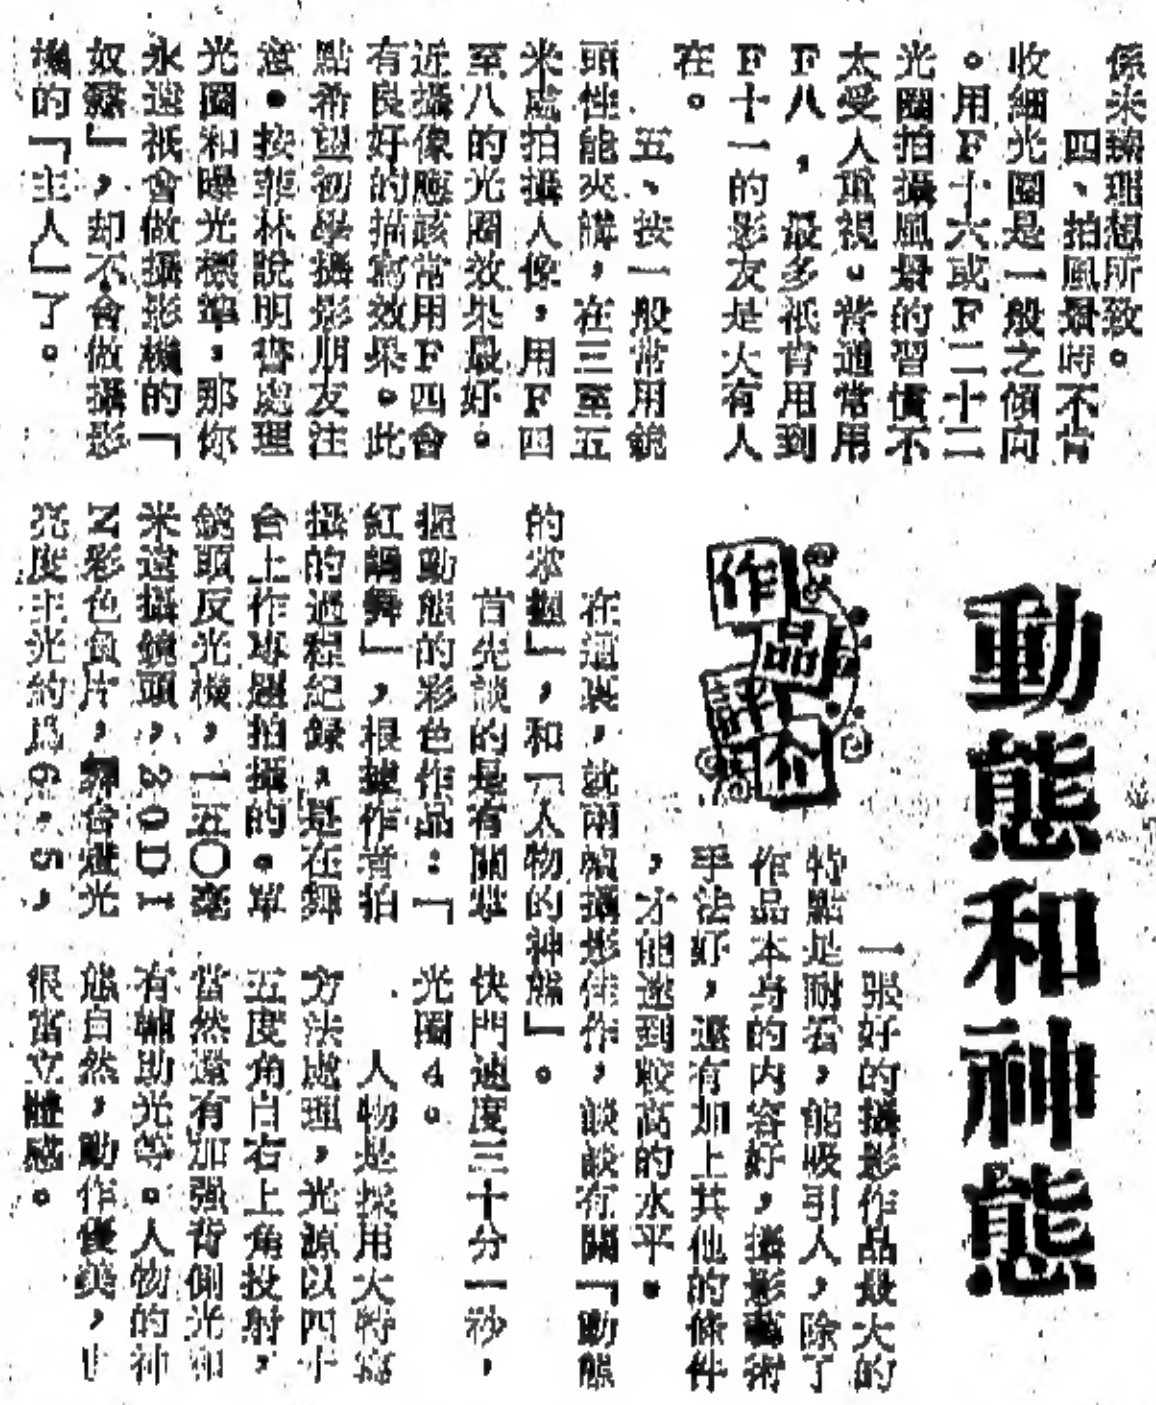 係來臻理想所致。
四、拍風景時不肯
收細光圈是一般之傾向
。用F十六或F二十二
光圈拍攝風景的習慣不
太受人重視。普通常用
F八，最多祇肯用到
F十一的影友是大有人
在。
五、按一般常用鏡
頭性能來講，在三至五
米處拍攝人像，用F四
至八的光圈效果最好。
近攝像應該常用F四會
有良好的描寫效果。此
點希望初學攝影朋友注
意。按菲林說明書處理
光圈和曝光標準，那你
永遠祇會做攝影機的「
奴隸」，却不會做攝影
機的「主人」了。
動態和神態
作品評介
一張好的攝影作品最大的
特點是耐看，能吸引人，除了
作品本身的內容好，攝影藝術
手法好，還有加上其他的條件
，才能達到較高的水平。
在這裏，就兩幀攝影佳作，談談有關「動態
的掌握」，和「人物的神態」。
首先談的是有關掌
握動態的彩色作品：「
紅綢舞」，根據作者拍
攝的過程紀錄，是在舞
台上作專題拍攝的。單
鏡頭反光機，一五〇毫
米遠攝鏡頭，20DI
N彩色負片，舞台燈光
亮度主光約為6.5，
快門速度三十分一秒，
光圈4。
人物是採用大特寫
方法處理，光源以四十
五度角自右上角投射，
當然還有加强背側光和
有輔助光等。人物的神
態自然，動作優美，也
很富立體感。